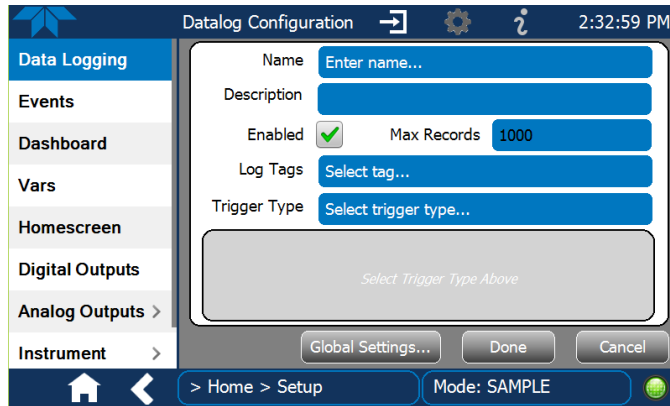 Datalog Configuration
2:32:59 PM
Data Logging
Events
Dashboard
Vars
Homescreen
Digital Outputs
Analog Outputs >
Instrument >
Name Enter name...
Description
Enabled Max Records 1000
Log Tags Select tag...
Trigger Type Select trigger type...
Select Trigger Type Above
Global Settings... Done Cancel
> Home > Setup Mode: SAMPLE